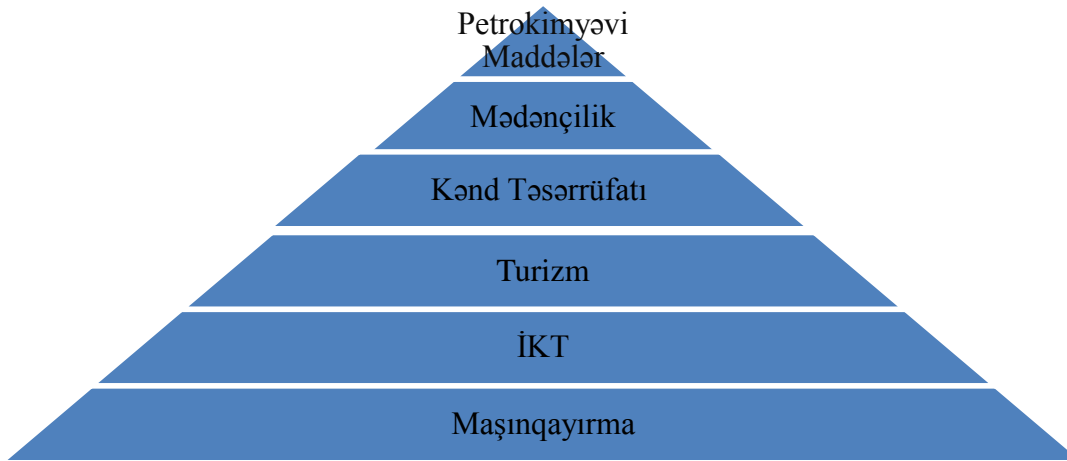 Petrokimyəvi
Maddələr
Mədənçilik
Kənd Təsərrüfatı
Turizm
İKT
Maşınqayırma